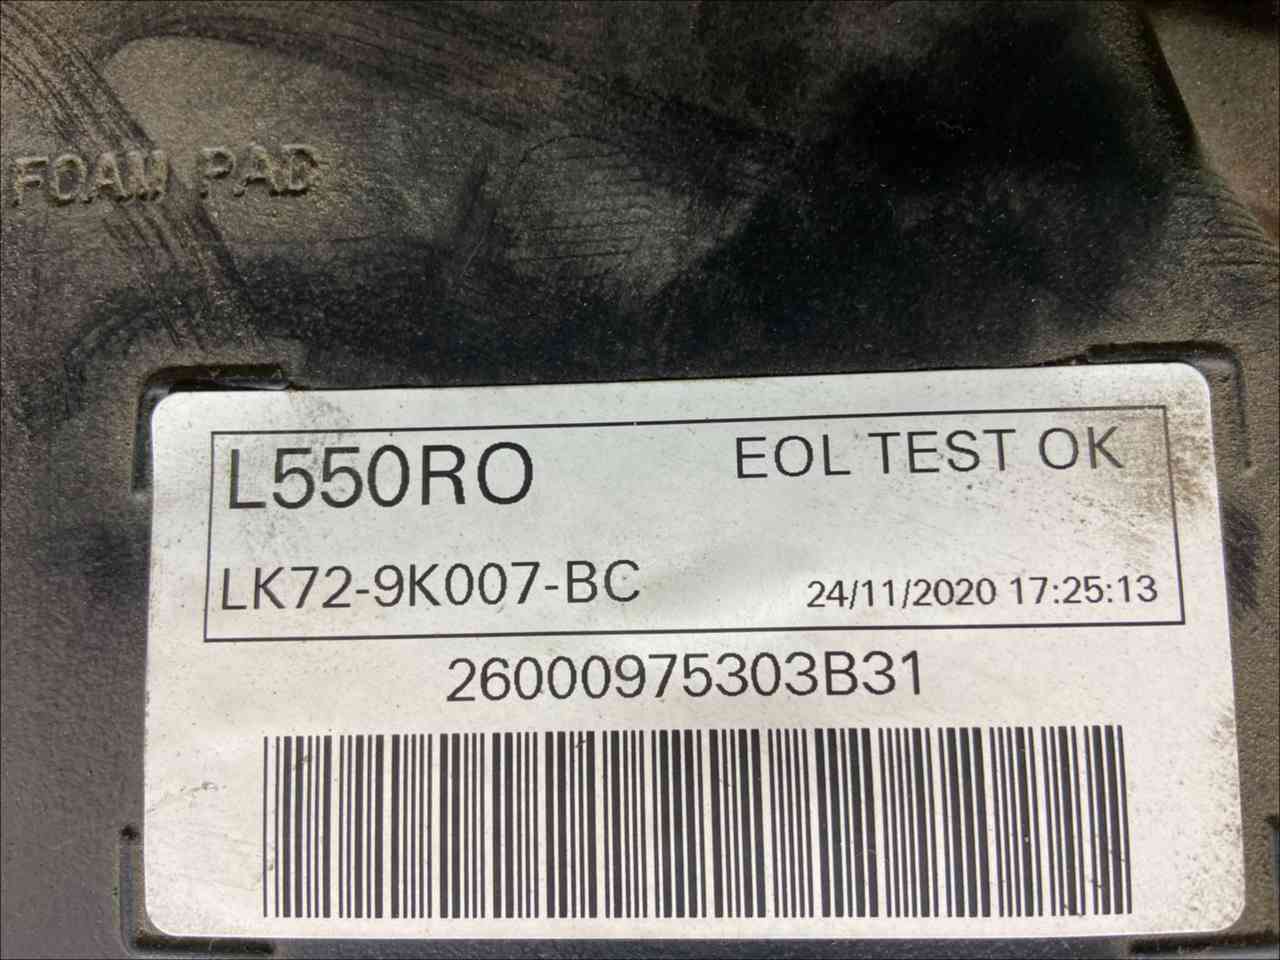 FOAM PAD
L550RO
EOL TEST OK
LK72-9K007-BC
24/11/2020 17:25:13
26000975303B31